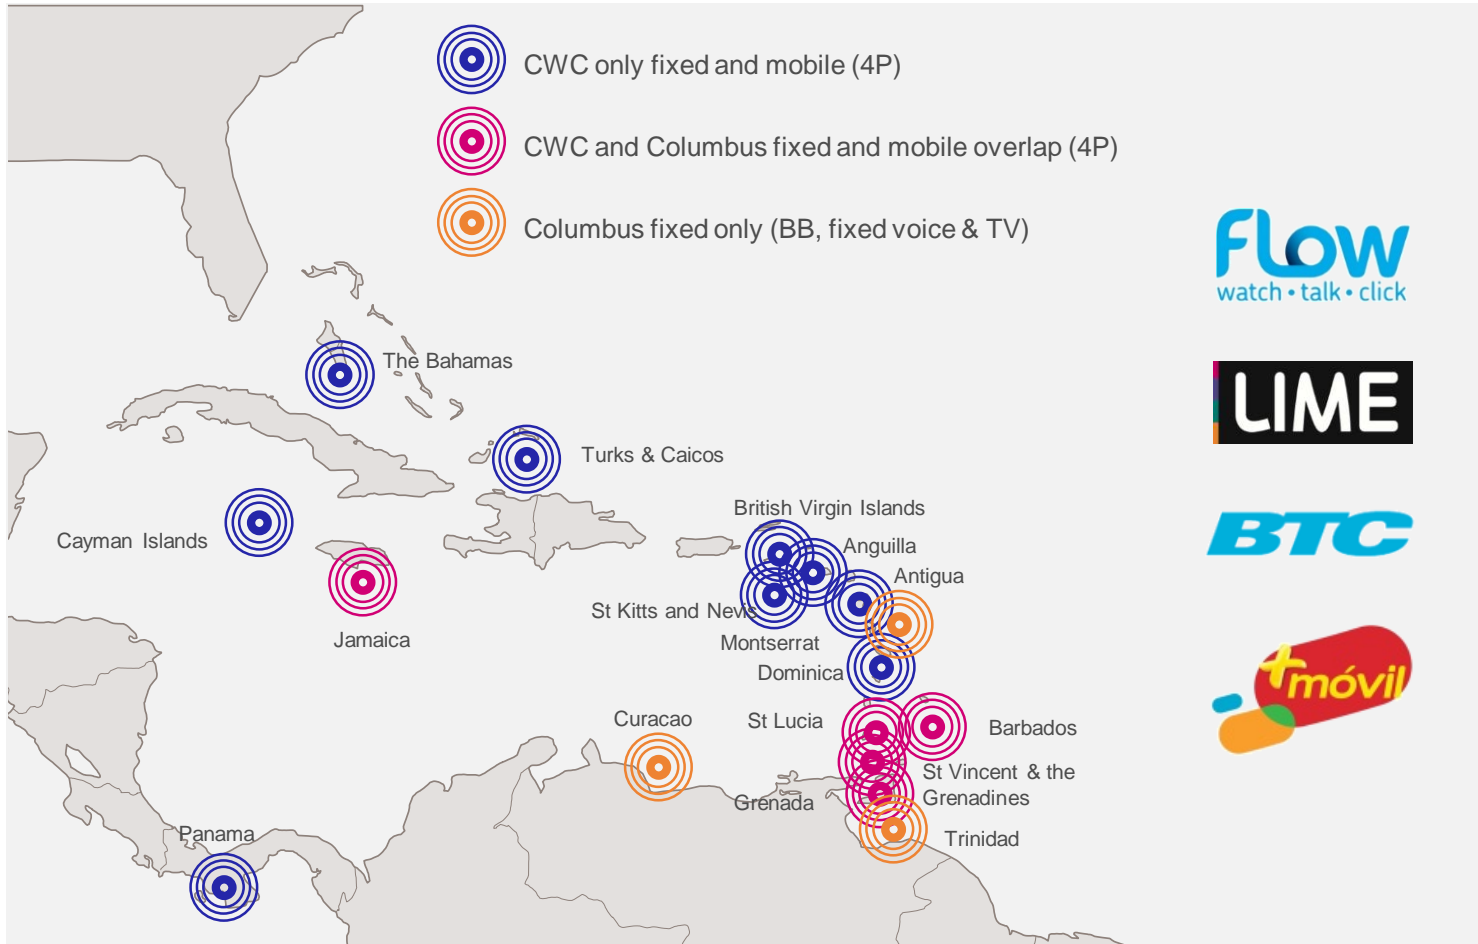 CWC only fixed and mobile (4P)
CWC and Columbus fixed and mobile overlap (4P)
Columbus fixed only (BB, fixed voice & TV)
FLOW
watch • talk • click
The Bahamas
LIME
Turks & Caicos
British Virgin Islands
Cayman Islands
Anguilla
BTC
Antigua
St Kitts and Nevis
Jamaica
Montserrat
Dominica
+móvil
Curacao
St Lucia
Barbados
St Vincent & the
Grenadines
Grenada
Panama
Trinidad